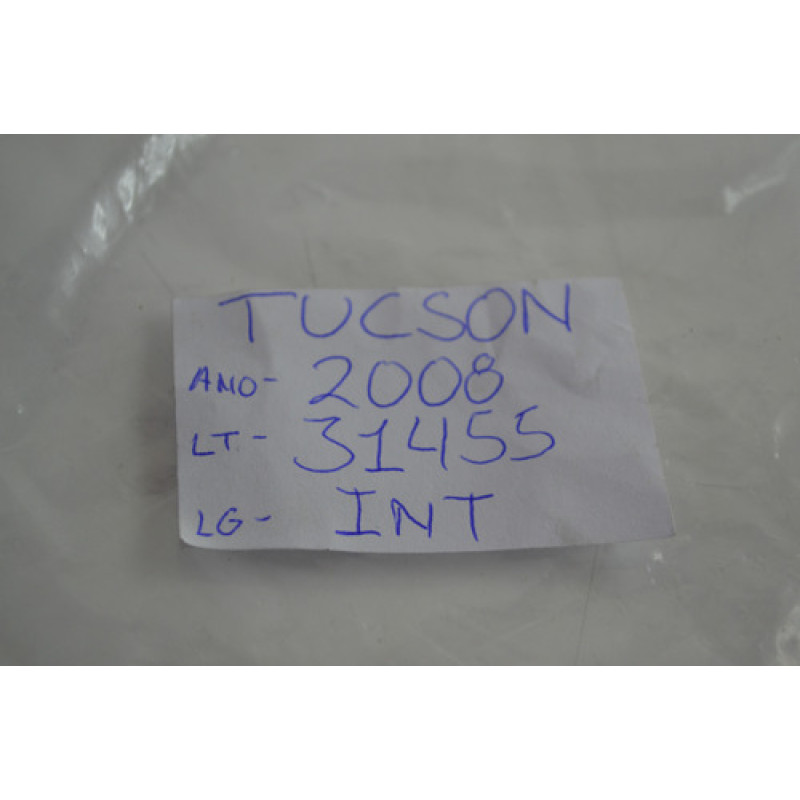 TUCSON
ANO- 2008
LT- 31455
LG- INT